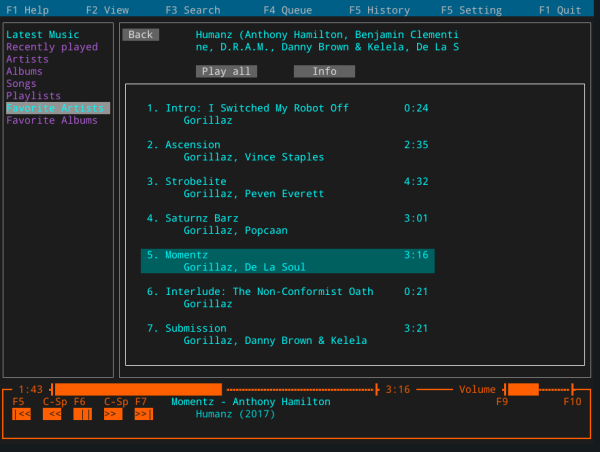 F1 Help F2 View F3 Search F4 Queue F5 History F5 Setting F1 Quit
Latest Music
Recently played
Artists
Albums
Songs
Playlists
Favorite Artists
Favorite Albums
Back
Humanz (Anthony Hamilton, Benjamin Clementi
ne, D.R.A.M., Danny Brown & Kelela, De La S
Play all Info
1. Intro: I Switched My Robot Off 0:24
Gorillaz
2. Ascension 2:35
Gorillaz, Vince Staples
3. Strobelite 4:32
Gorillaz, Peven Everett
4. Saturnz Barz 3:01
Gorillaz, Popcaan
5. Momentz 3:16
Gorillaz, De La Soul
6. Interlude: The Non-Conformist Oath 0:21
Gorillaz
7. Submission 3:21
Gorillaz, Danny Brown & Kelela
1:43 3:16 Volume
F5 C-Sp F6 C-Sp F7 Momentz - Anthony Hamilton F9 F10
|<< << || >> >>| Humanz (2017)